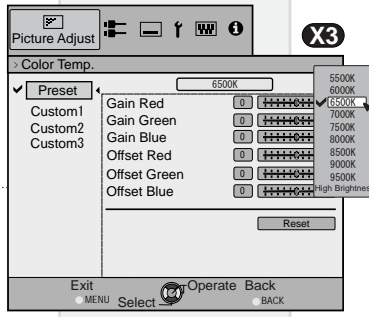 Picture Adjust
X3
> Color Temp.
Preset
Custom1
Custom2
Custom3
6500K
Gain Red 0
Gain Green 0
Gain Blue 0
Offset Red 0
Offset Green 0
Offset Blue 0
Reset
5500K
6000K
6500K
7000K
7500K
8000K
8500K
9000K
9500K
High Brightnes
Exit
MENU
Select
Operate
Back
BACK